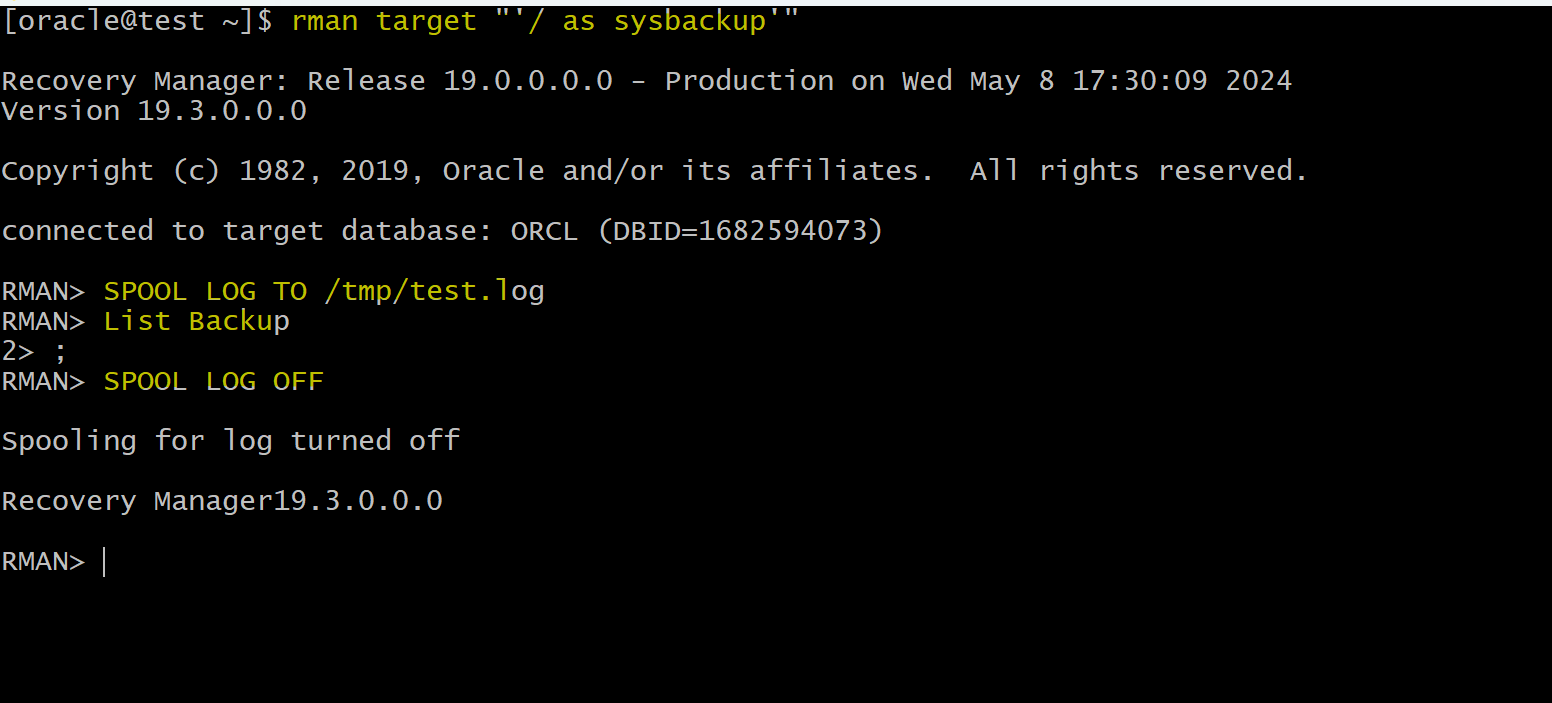 [oracle@test ~]$ rman target "'/ as sysbackup'"
Recovery Manager: Release 19.0.0.0.0 - Production on Wed May 8 17:30:09 2024
Version 19.3.0.0.0
Copyright (c) 1982, 2019, Oracle and/or its affiliates.  All rights reserved.
connected to target database: ORCL (DBID=1682594073)
RMAN> SPOOL LOG TO /tmp/test.log
RMAN> List Backup
2> ;
RMAN> SPOOL LOG OFF
Spooling for log turned off
Recovery Manager19.3.0.0.0
RMAN>